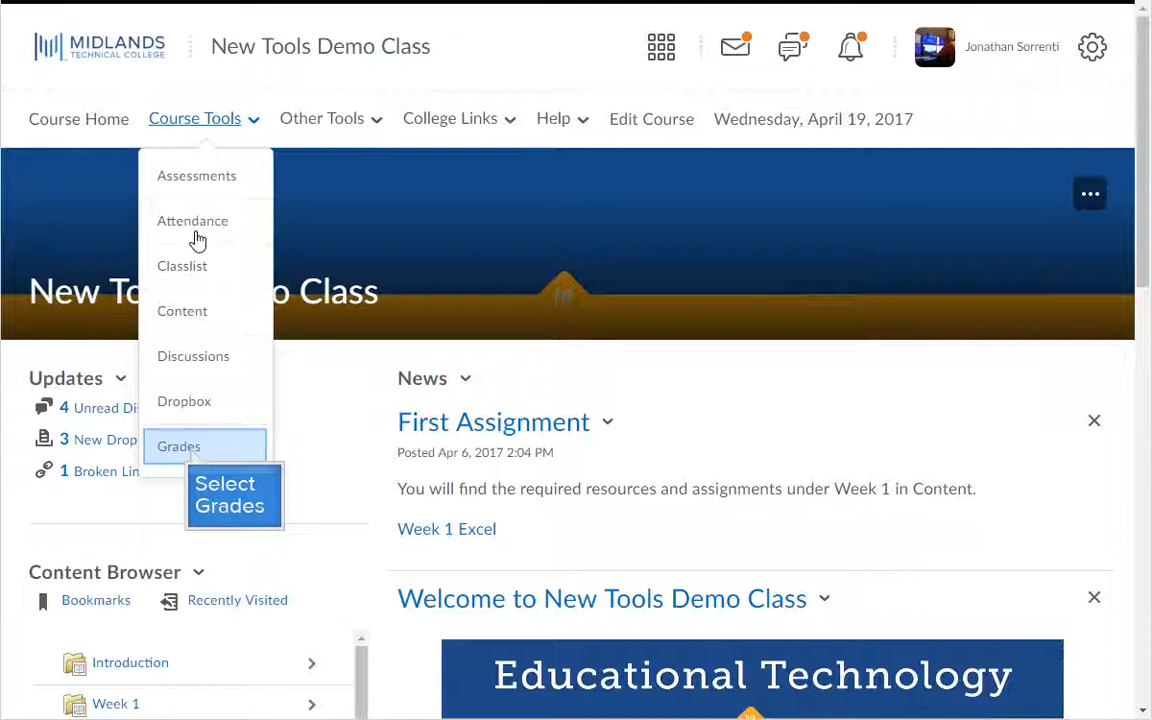 MIDLANDS
TECHNICAL COLLEGE
New Tools Demo Class
Jonathan Sorrenti
Course Home
Course Tools
Other Tools
College Links
Help
Edit Course
Wednesday, April 19, 2017
Assessments
Attendance
Classlist
Content
Discussions
Dropbox
Grades
Select
Grades
New To
o Class
Updates
4 Unread Di
3 New Drop
1 Broken Lin
Content Browser
Bookmarks
Recently Visited
Introduction
Week 1
News
First Assignment
Posted Apr 6, 2017 2:04 PM
You will find the required resources and assignments under Week 1 in Content.
Week 1 Excel
Welcome to New Tools Demo Class
Educational Technology